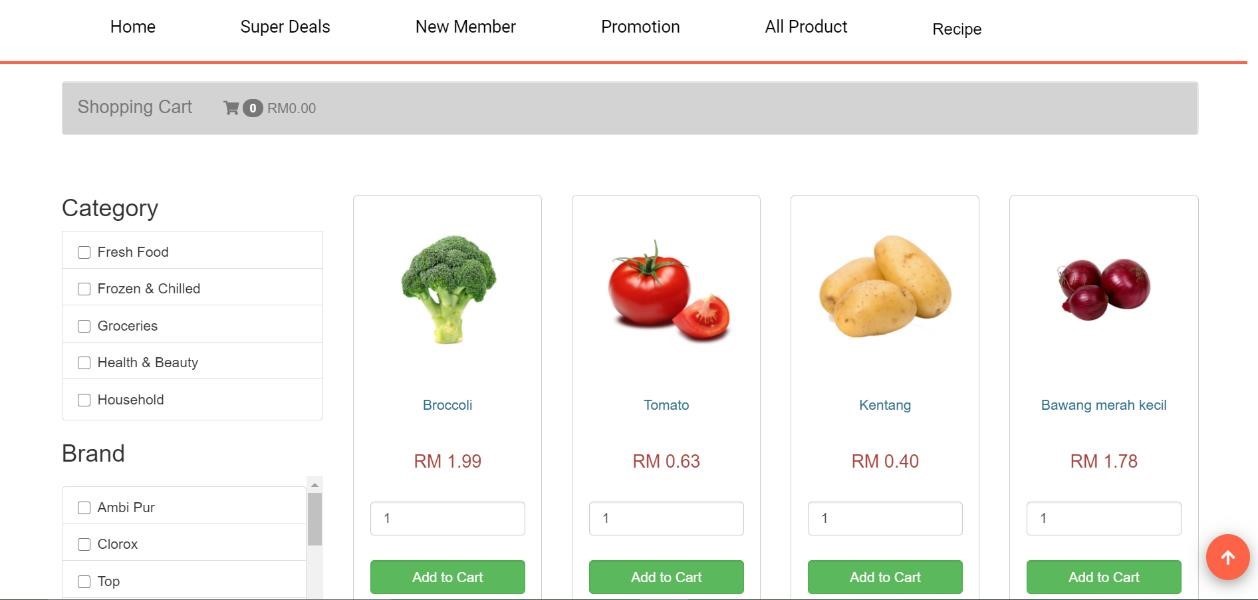 Home Super Deals New Member Promotion All Product Recipe
Shopping Cart 0 RM0.00
Category
Fresh Food
Frozen & Chilled
Groceries
Health & Beauty
Household
Brand
Ambi Pur
Clorox
Top
Broccoli Tomato Kentang Bawang merah kecil
RM 1.99 RM 0.63 RM 0.40 RM 1.78
1 1 1 1
Add to Cart Add to Cart Add to Cart Add to Cart